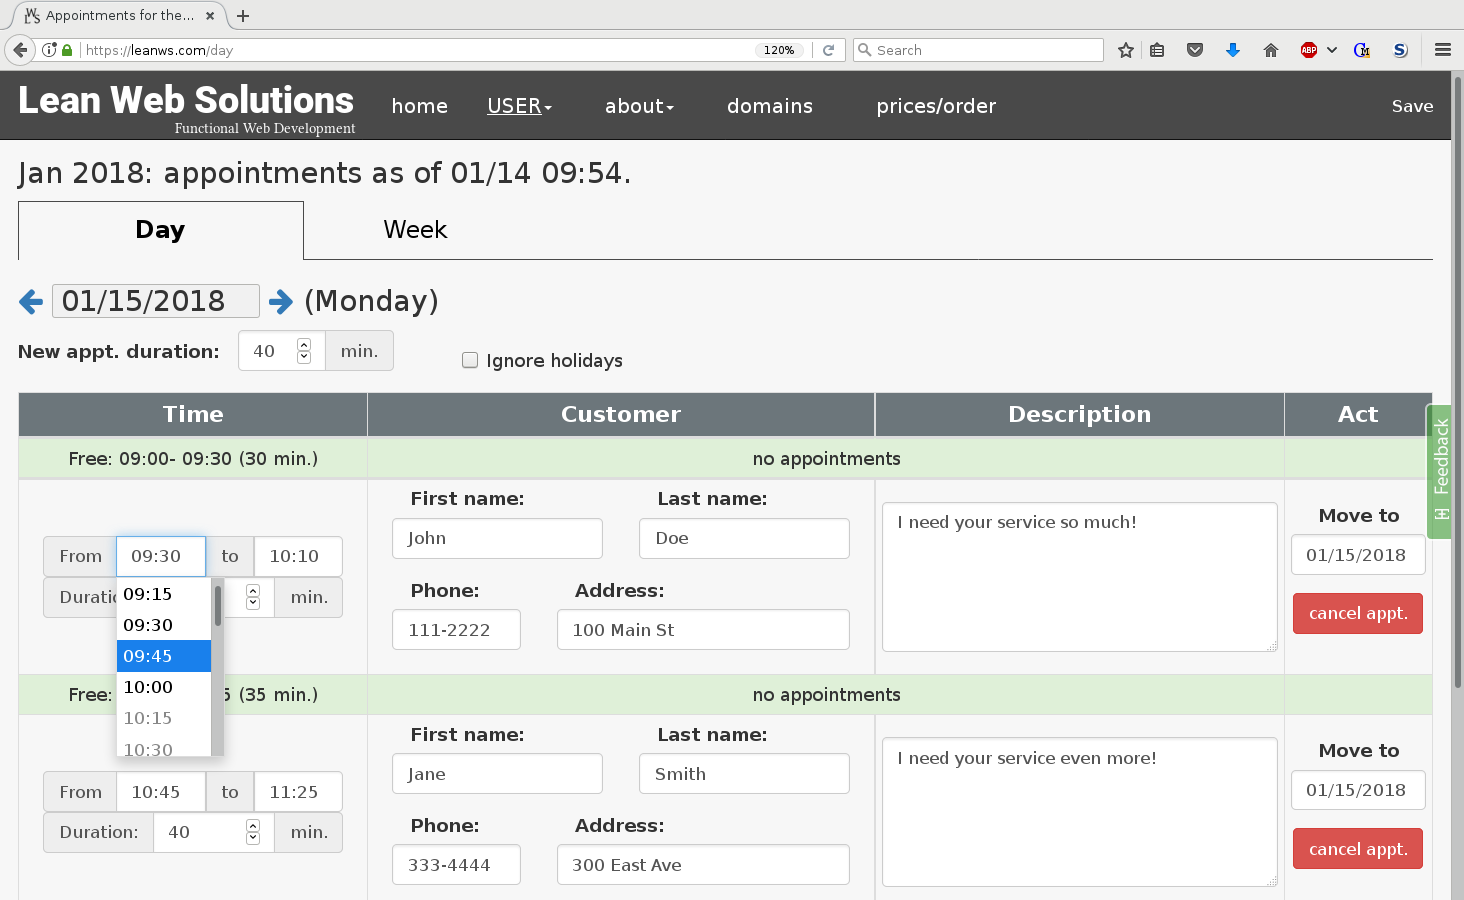 Appointments for the...
https://leanws.com/day
120%
Search
ABP
Lean Web Solutions
Functional Web Development
home
USER
about
domains
prices/order
Save
Jan 2018: appointments as of 01/14 09:54.
Day
Week
01/15/2018
(Monday)
New appt. duration:
40
min.
Ignore holidays
Time
Customer
Description
Act
Free: 09:00- 09:30 (30 min.)
no appointments
Feedback
First name:
Last name:
John
Doe
I need your service so much!
Move to
From
09:30
to
10:10
01/15/2018
Phone:
Address:
min.
09:15
09:30
09:45
10:00
10:15
10:30
111-2222
100 Main St
cancel appt.
Free:
(35 min.)
no appointments
First name:
Last name:
Jane
Smith
I need your service even more!
Move to
From
10:45
to
11:25
01/15/2018
Phone:
Address:
Duration:
40
min.
333-4444
300 East Ave
cancel appt.